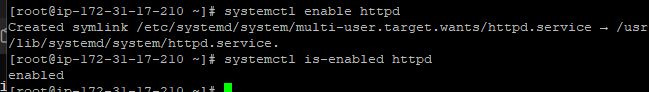 [root@ip-172-31-17-210 ~]# systemctl enable httpd
Created symlink /etc/systemd/system/multi-user.target.wants/httpd.service → /usr
/lib/systemd/system/httpd.service.
[root@ip-172-31-17-210 ~]# systemctl is-enabled httpd
enabled
[root@ip-172-31-17-210 ~]#